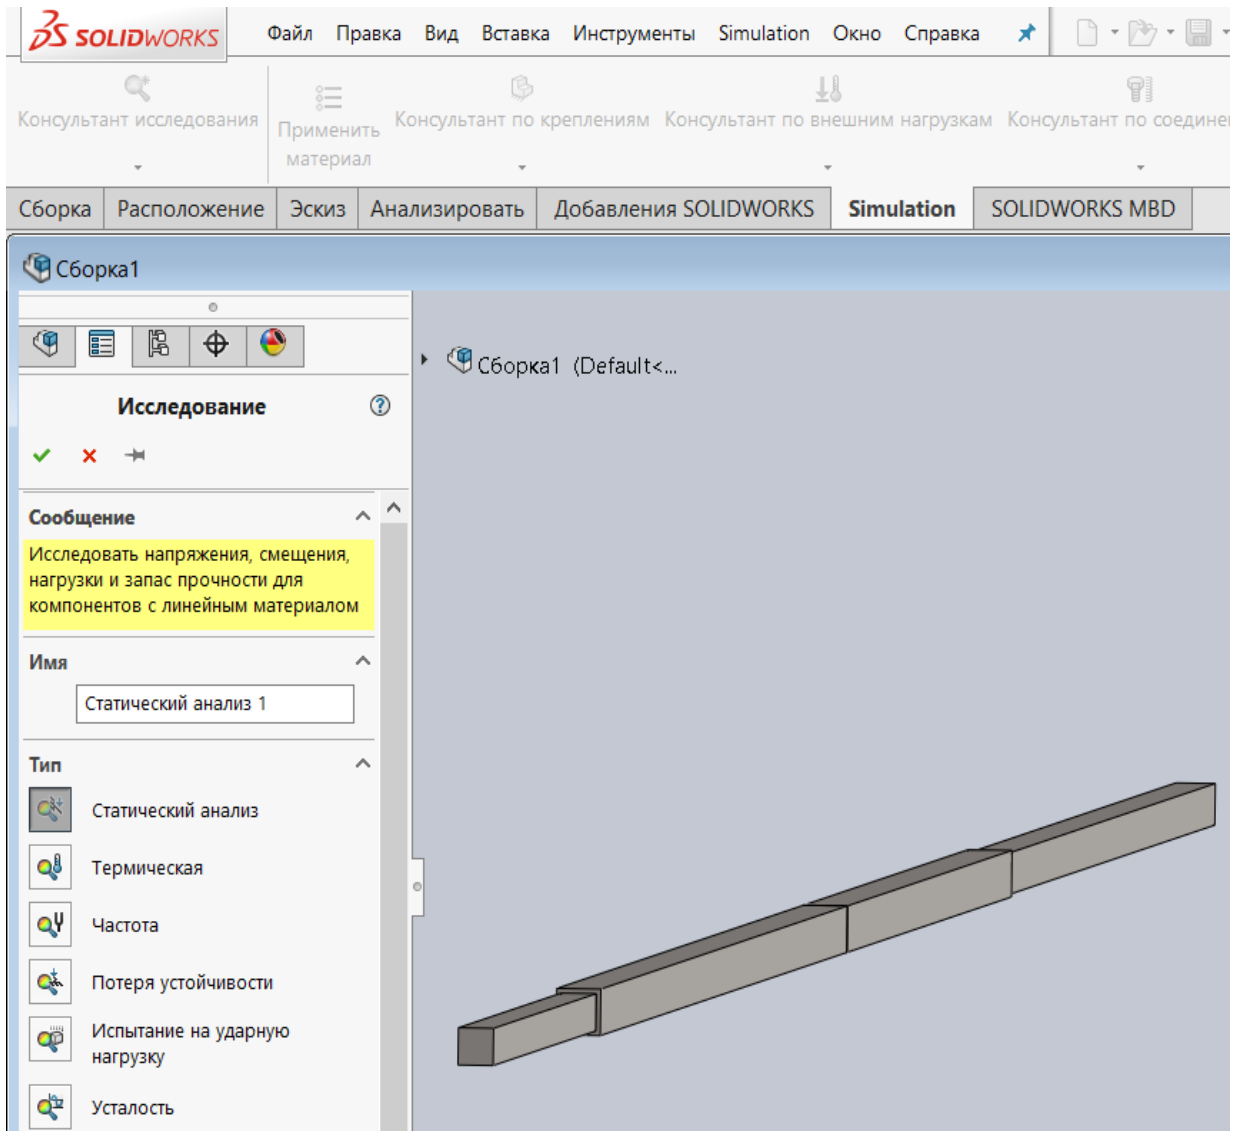 SOLIDWORKS Файл Правка Вид Вставка Инструменты Simulation Окно Справка
Консультант исследования
Применить
материал
Консультант по креплениям
Консультант по внешним нагрузкам
Консультант по соедине
Сборка Расположение Эскиз Анализировать Добавления SOLIDWORKS Simulation SOLIDWORKS MBD
Сборка1
Сборка1 (Default<...
Исследование
Сообщение
Исследовать напряжения, смещения,
нагрузки и запас прочности для
компонентов с линейным материалом
Имя
Статический анализ 1
Тип
Статический анализ
Термическая
Частота
Потеря устойчивости
Испытание на ударную
нагрузку
Усталость